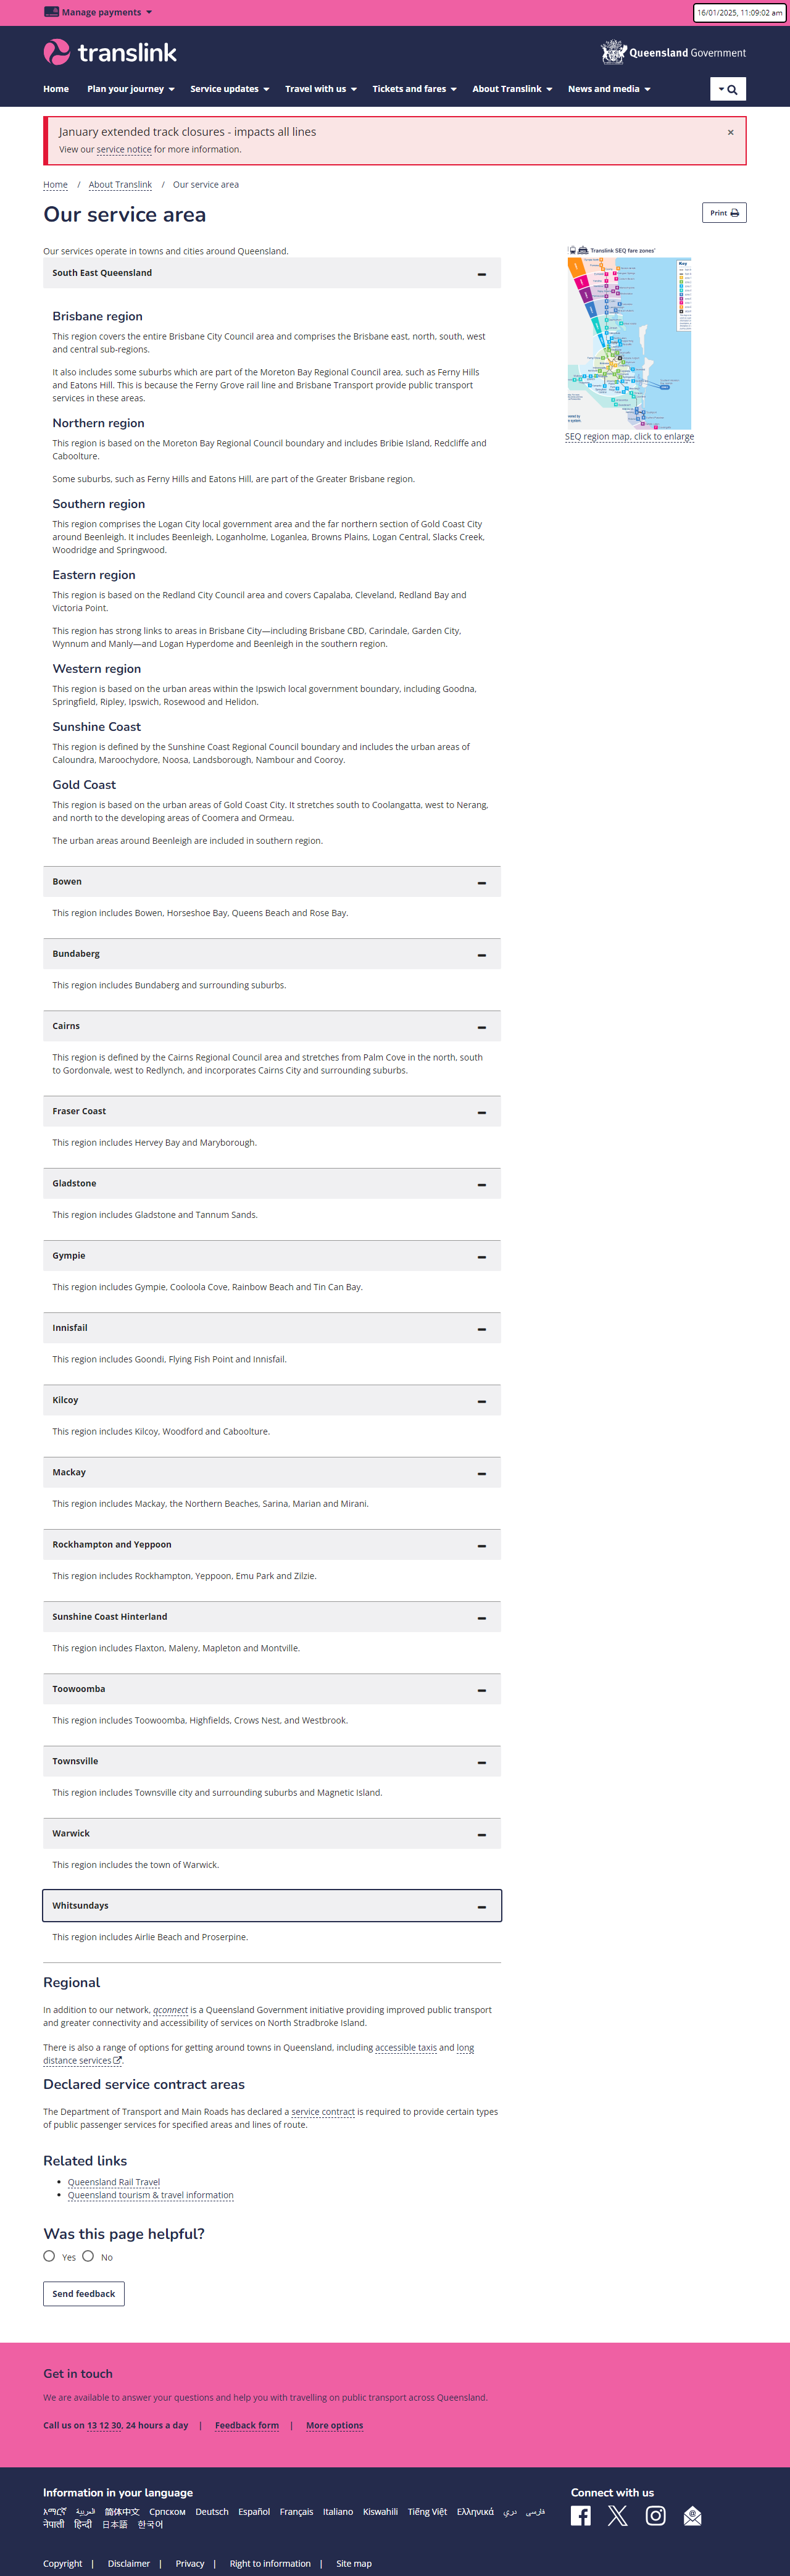 Manage payments
16/01/2025, 11:09:02 am
translink
Queensland Government
Home Plan your journey Service updates Travel with us Tickets and fares About Translink News and media
January extended track closures - impacts all lines
×
View our service notice for more information.
Home / About Translink / Our service area
Our service area
Print
Our services operate in towns and cities around Queensland.
Translink SEQ fare zones
Key
SEQ region map, click to enlarge
South East Queensland
Brisbane region
This region covers the entire Brisbane City Council area and comprises the Brisbane east, north, south, west
and central sub-regions.
It also includes some suburbs which are part of the Moreton Bay Regional Council area, such as Ferny Hills
and Eatons Hill. This is because the Ferny Grove rail line and Brisbane Transport provide public transport
services in these areas.
Northern region
This region is based on the Moreton Bay Regional Council boundary and includes Bribie Island, Redcliffe and
Caboolture.
Some suburbs, such as Ferny Hills and Eatons Hill, are part of the Greater Brisbane region.
Southern region
This region comprises the Logan City local government area and the far northern section of Gold Coast City
around Beenleigh. It includes Beenleigh, Loganholme, Loganlea, Browns Plains, Logan Central, Slacks Creek,
Woodridge and Springwood.
Eastern region
This region is based on the Redland City Council area and covers Capalaba, Cleveland, Redland Bay and
Victoria Point.
This region has strong links to areas in Brisbane City—including Brisbane CBD, Carindale, Garden City,
Wynnum and Manly—and Logan Hyperdome and Beenleigh in the southern region.
Western region
This region is based on the urban areas within the Ipswich local government boundary, including Goodna,
Springfield, Ripley, Ipswich, Rosewood and Helidon.
Sunshine Coast
This region is defined by the Sunshine Coast Regional Council boundary and includes the urban areas of
Caloundra, Maroochydore, Noosa, Landsborough, Nambour and Cooroy.
Gold Coast
This region is based on the urban areas of Gold Coast City. It stretches south to Coolangatta, west to Nerang,
and north to the developing areas of Coomera and Ormeau.
The urban areas around Beenleigh are included in southern region.
Bowen
This region includes Bowen, Horseshoe Bay, Queens Beach and Rose Bay.
Bundaberg
This region includes Bundaberg and surrounding suburbs.
Cairns
This region is defined by the Cairns Regional Council area and stretches from Palm Cove in the north, south
to Gordonvale, west to Redlynch, and incorporates Cairns City and surrounding suburbs.
Fraser Coast
This region includes Hervey Bay and Maryborough.
Gladstone
This region includes Gladstone and Tannum Sands.
Gympie
This region includes Gympie, Cooloola Cove, Rainbow Beach and Tin Can Bay.
Innisfail
This region includes Goondi, Flying Fish Point and Innisfail.
Kilcoy
This region includes Kilcoy, Woodford and Caboolture.
Mackay
This region includes Mackay, the Northern Beaches, Sarina, Marian and Mirani.
Rockhampton and Yeppoon
This region includes Rockhampton, Yeppoon, Emu Park and Zilzie.
Sunshine Coast Hinterland
This region includes Flaxton, Maleny, Mapleton and Montville.
Toowoomba
This region includes Toowoomba, Highfields, Crows Nest, and Westbrook.
Townsville
This region includes Townsville city and surrounding suburbs and Magnetic Island.
Warwick
This region includes the town of Warwick.
Whitsundays
This region includes Airlie Beach and Proserpine.
Regional
In addition to our network, qconnect is a Queensland Government initiative providing improved public transport
and greater connectivity and accessibility of services on North Stradbroke Island.
There is also a range of options for getting around towns in Queensland, including accessible taxis and long
distance services.
Declared service contract areas
The Department of Transport and Main Roads has declared a service contract is required to provide certain types
of public passenger services for specified areas and lines of route.
Related links
Queensland Rail Travel
Queensland tourism & travel information
Was this page helpful?
Yes No
Send feedback
Get in touch
We are available to answer your questions and help you with travelling on public transport across Queensland.
Call us on 13 12 30, 24 hours a day | Feedback form | More options
Information in your language
አማርኛ العربية 简体中文 Српском Deutsch Español Français Italiano Kiswahili Tiếng Việt Ελληνικά دری فارسی
नेपाली हिन्दी 日本語 한국어
Connect with us
Copyright | Disclaimer | Privacy | Right to information | Site map